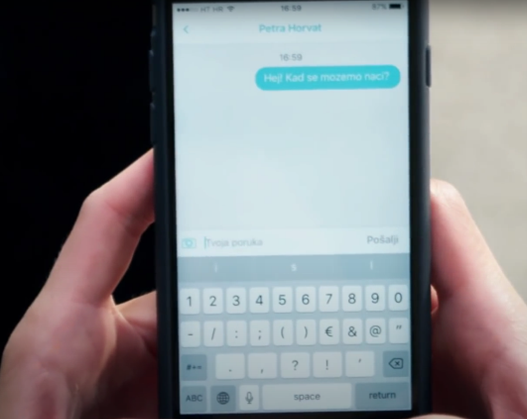 HT HR 16:59 87%
Petra Horvat
16:59
Hej! Kad se mozemo naci?
Tvoja poruka Pošalji
I s I
1 2 3 4 5 6 7 8 9 0
- / : ; ( ) € & @ "
#+= . , ? ! '
ABC space return